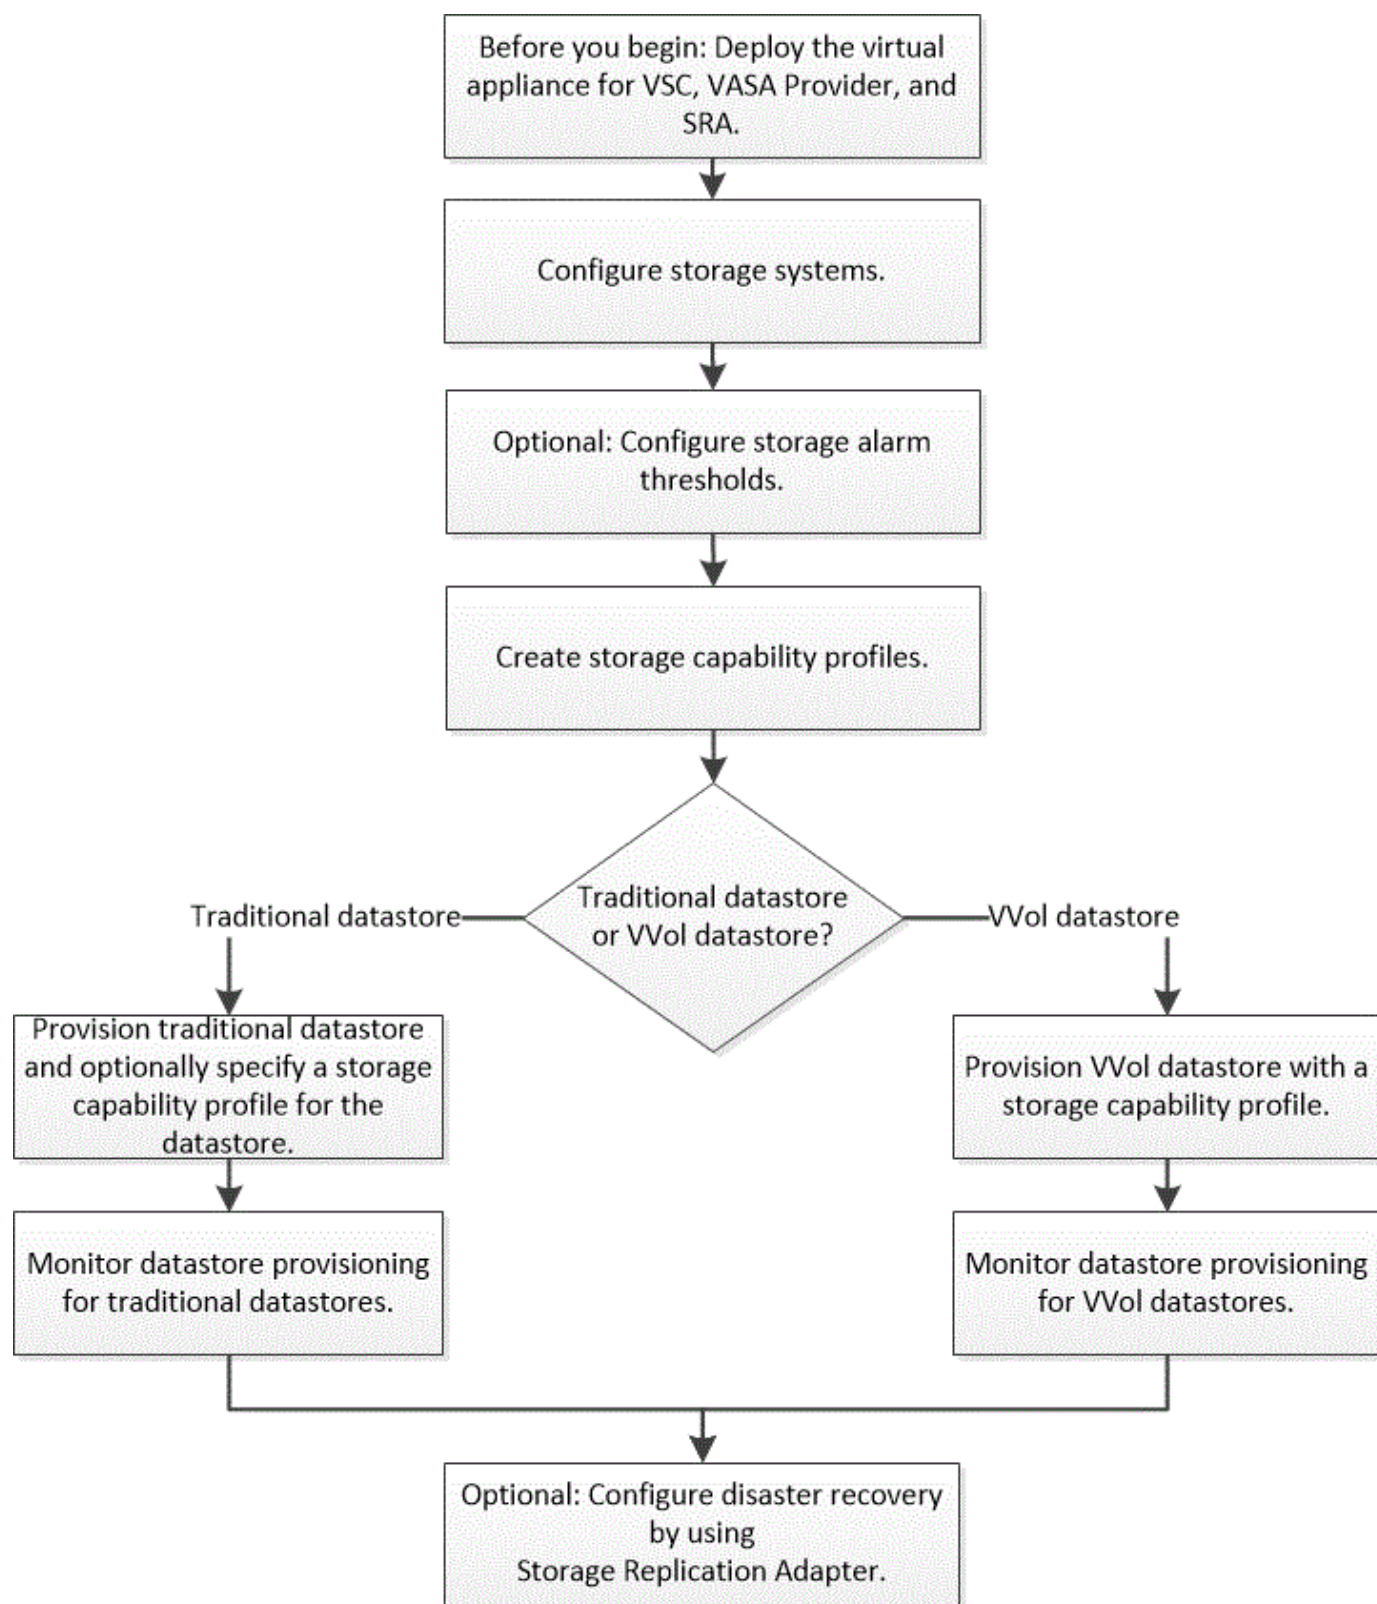 Before you begin: Deploy the virtual
appliance for VSC, VASA Provider, and
SRA.
Configure storage systems.
Optional: Configure storage alarm
thresholds.
Create storage capability profiles.
Traditional datastore
or VVol datastore?
Traditional datastore
VVol datastore
Provision traditional datastore
and optionally specify a storage
capability profile for the
datastore.
Provision VVol datastore with a
storage capability profile.
Monitor datastore provisioning
for traditional datastores.
Monitor datastore provisioning
for VVol datastores.
Optional: Configure disaster recovery
by using
Storage Replication Adapter.